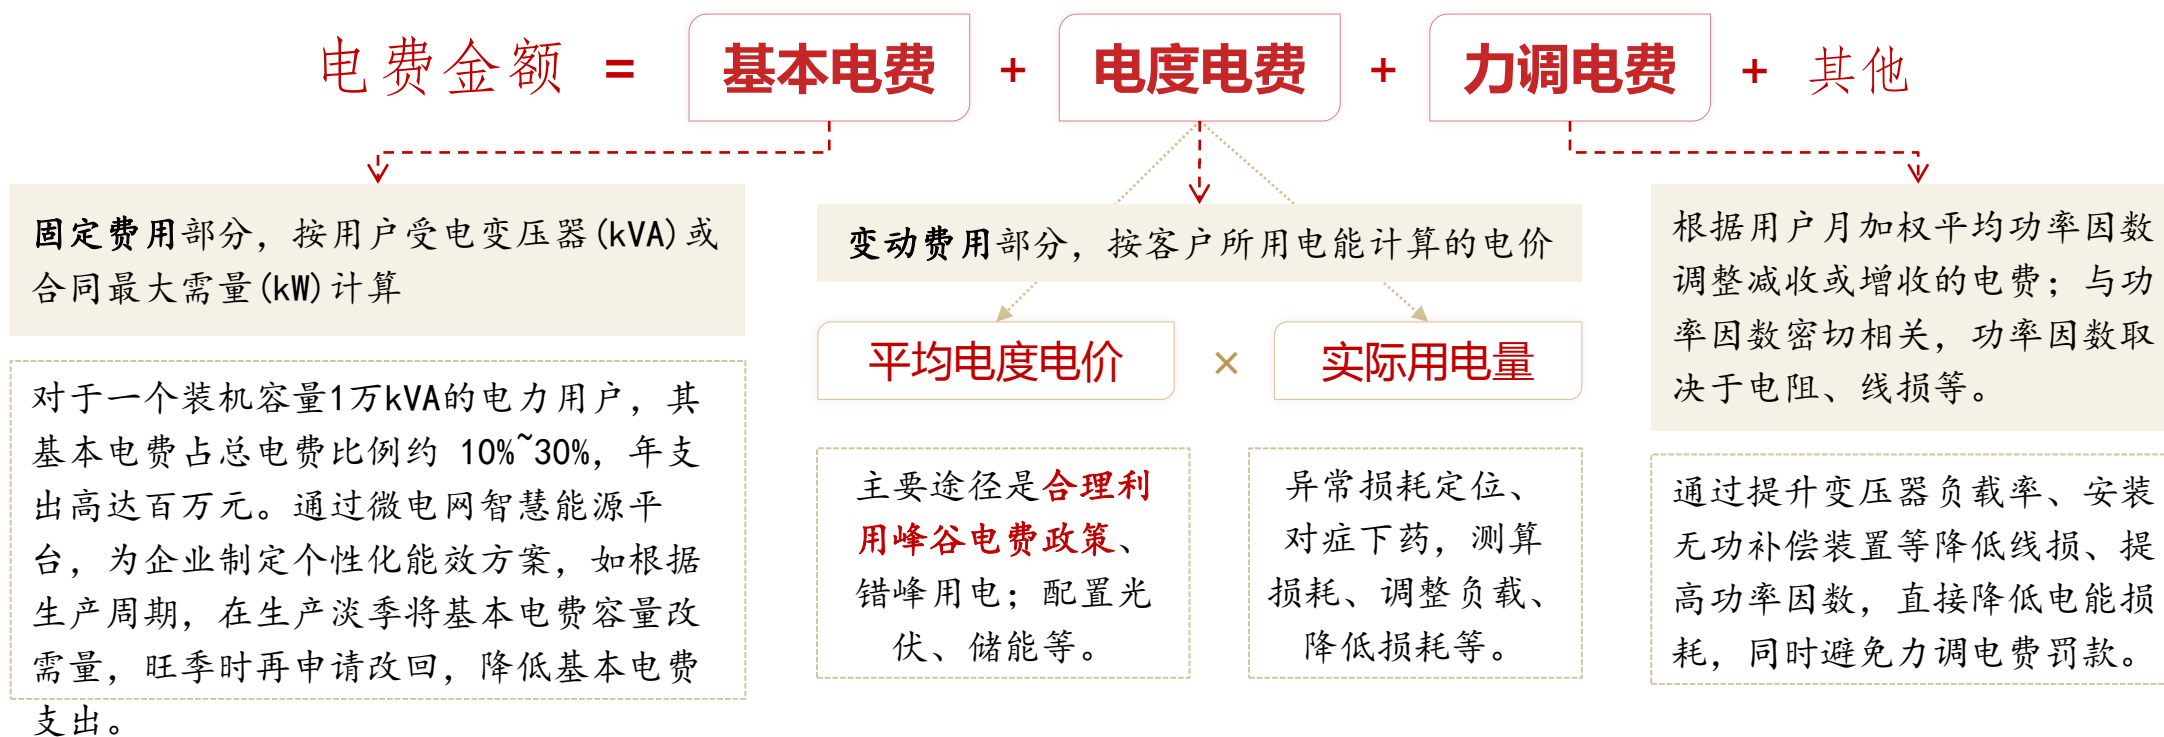 电费金额 = 基本电费 + 电度电费 + 力调电费 + 其他
固定费用部分，按用户受电变压器(kVA)或
合同最大需量(kW)计算
对于一个装机容量1万kVA的电力用户，其
基本电费占总电费比例约 10%~30%，年支
出高达百万元。通过微电网智慧能源平
台，为企业制定个性化能效方案，如根据
生产周期，在生产淡季将基本电费容量改
需量，旺季时再申请改回，降低基本电费
支出。
变动费用部分，按客户所用电能计算的电价
平均电度电价 × 实际用电量
主要途径是合理利
用峰谷电费政策、
错峰用电；配置光
伏、储能等。
异常损耗定位、
对症下药，测算
损耗、调整负载、
降低损耗等。
根据用户月加权平均功率因数
调整减收或增收的电费；与功
率因数密切相关，功率因数取
决于电阻、线损等。
通过提升变压器负载率、安装
无功补偿装置等降低线损、提
高功率因数，直接降低电能损
耗，同时避免力调电费罚款。